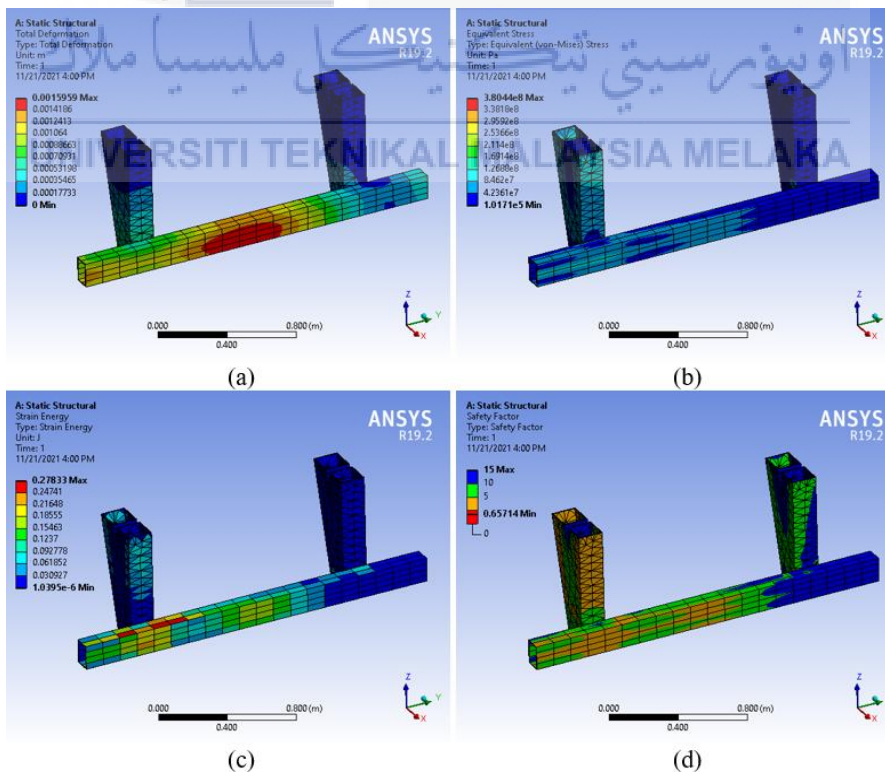 A: Static Structural
Total Deformation
Type: Total Deformation
Unit: m
Time: 1
11/21/2021 4:00 PM
0.0015959 Max
0.0014186
0.0012413
0.001064
0.00088663
0.00070931
0.00053198
0.00035465
0.00017733
0 Min
ANSYS
R19.2
Z
Y
X
0.000
0.800 (m)
0.400
(a)
A: Static Structural
Equivalent Stress
Type: Equivalent (von-Mises) Stress
Unit: Pa
Time: 1
11/21/2021 4:00 PM
3.8044e8 Max
3.3818e8
2.9592e8
2.5366e8
2.114e8
1.6914e8
1.2688e8
8.462e7
4.2361e7
1.0171e5 Min
ANSYS
R19.2
Z
Y
X
0.000
0.800 (m)
0.400
(b)
اونيۏرسيتي تيكنيكل مليسيا ملاك
UNIVERSITI TEKNIKAL MALAYSIA MELAKA
A: Static Structural
Strain Energy
Type: Strain Energy
Unit: J
Time: 1
11/21/2021 4:00 PM
0.27833 Max
0.24741
0.21648
0.18555
0.15463
0.1237
0.092778
0.061852
0.030927
1.0395e-6 Min
ANSYS
R19.2
Z
Y
X
0.000
0.800 (m)
0.400
(c)
A: Static Structural
Safety Factor
Type: Safety Factor
Time: 1
11/21/2021 4:00 PM
15 Max
10
5
0.65714 Min
0
ANSYS
R19.2
Z
Y
X
0.000
0.800 (m)
0.400
(d)